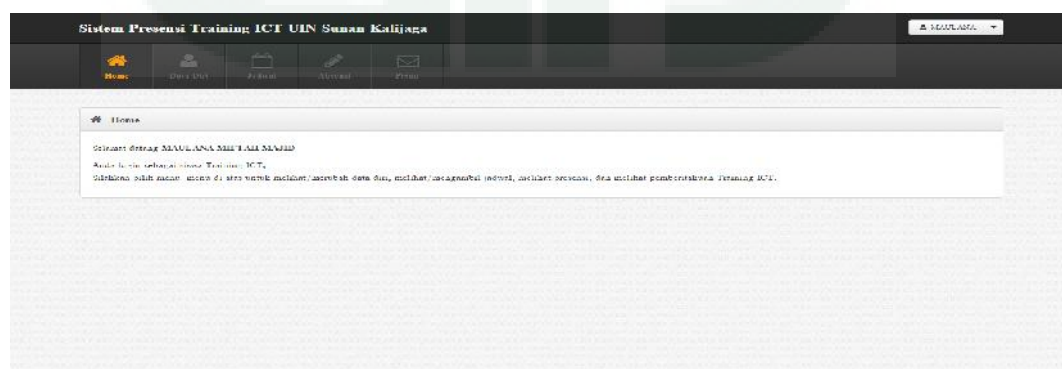 Sistem Presensi Training ICT UIN Sunan Kalijaga
MAULANA
Home
Data Diri
Jadwal
Absensi
Home
Selamat datang MAULANA MIFTAH MAJID
Anda login sebagai siswa Training ICT,
Silahkan pilih menu-menu di atas untuk melihat/merubah data diri, melihat/mengambil jadwal, melihat presensi, dan melihat pemberitahuan Training ICT.